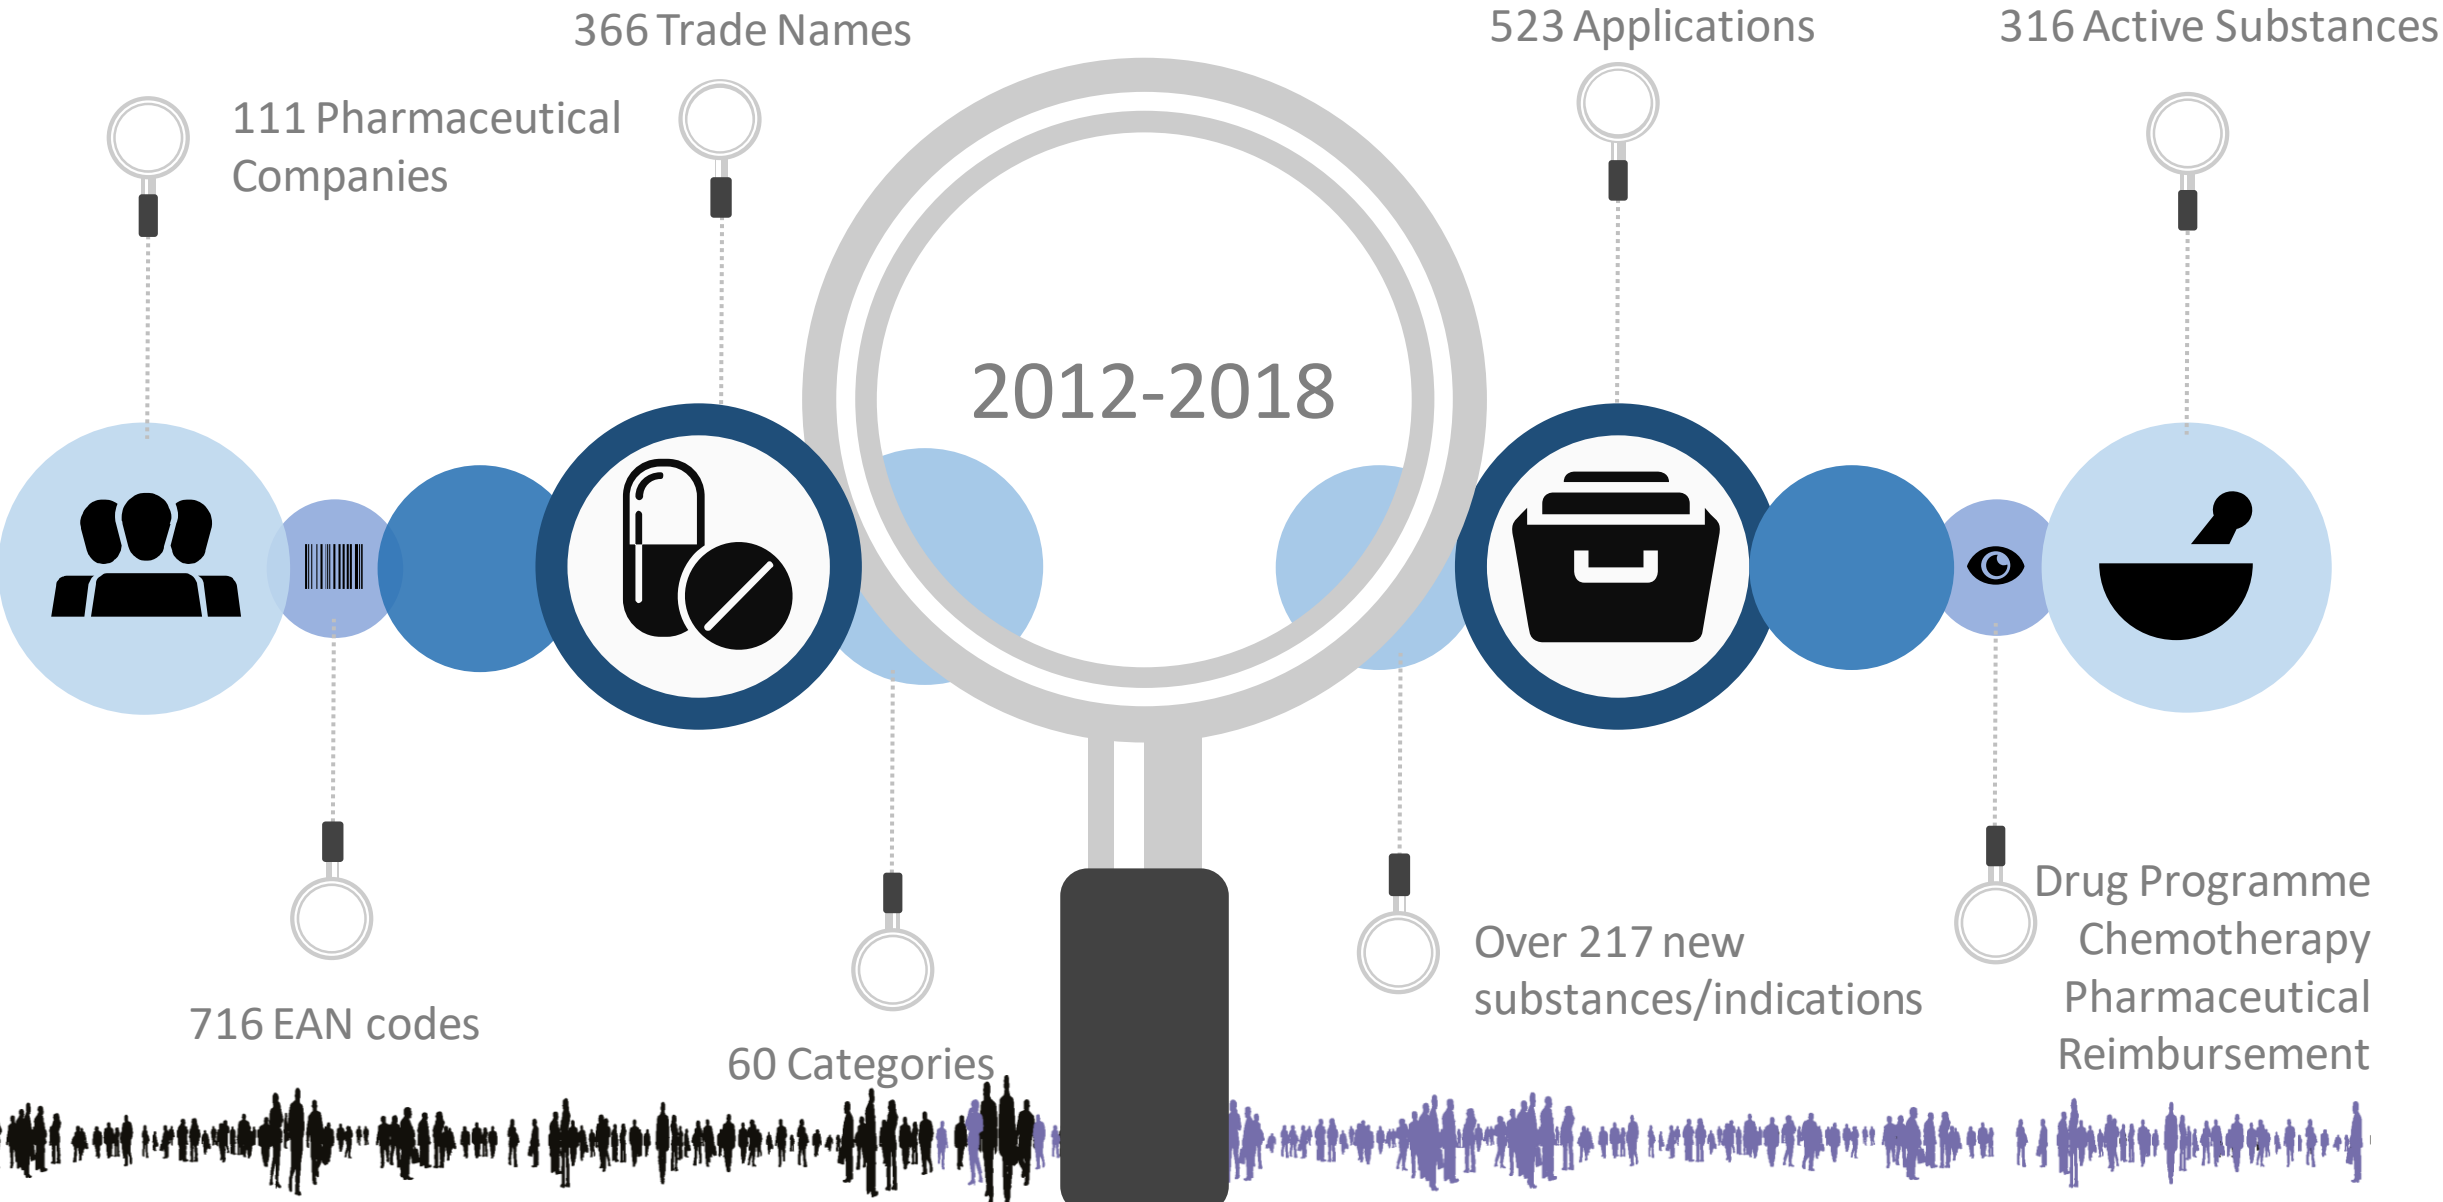 366 Trade Names
523 Applications
316 Active Substances
111 Pharmaceutical
Companies
2012-2018
Drug Programme
Chemotherapy
Pharmaceutical
Reimbursement
Over 217 new
substances/indications
716 EAN codes
60 Categories